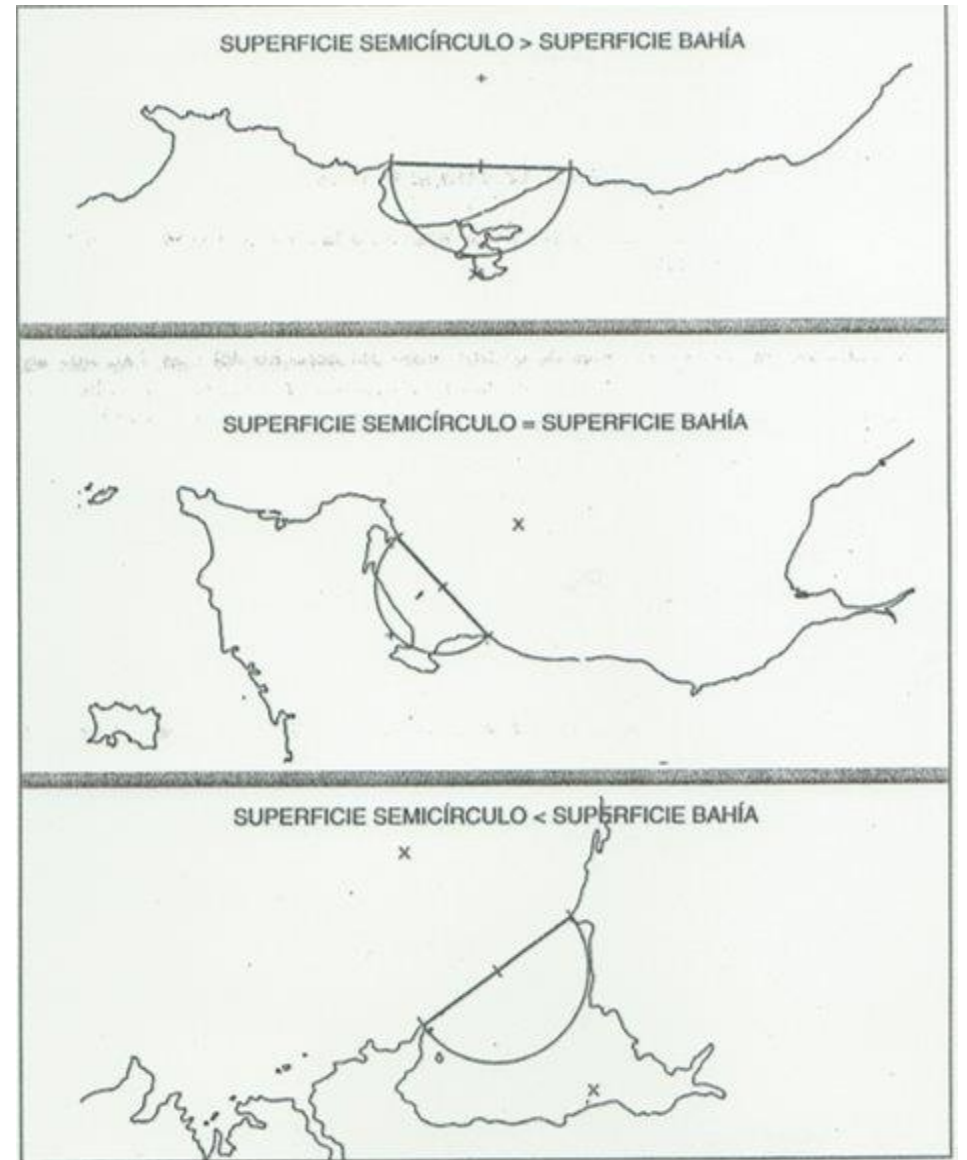 SUPERFICIE SEMICÍRCULO > SUPERFICIE BAHÍA
SUPERFICIE SEMICÍRCULO = SUPERFICIE BAHÍA
SUPERFICIE SEMICÍRCULO < SUPERFICIE BAHÍA